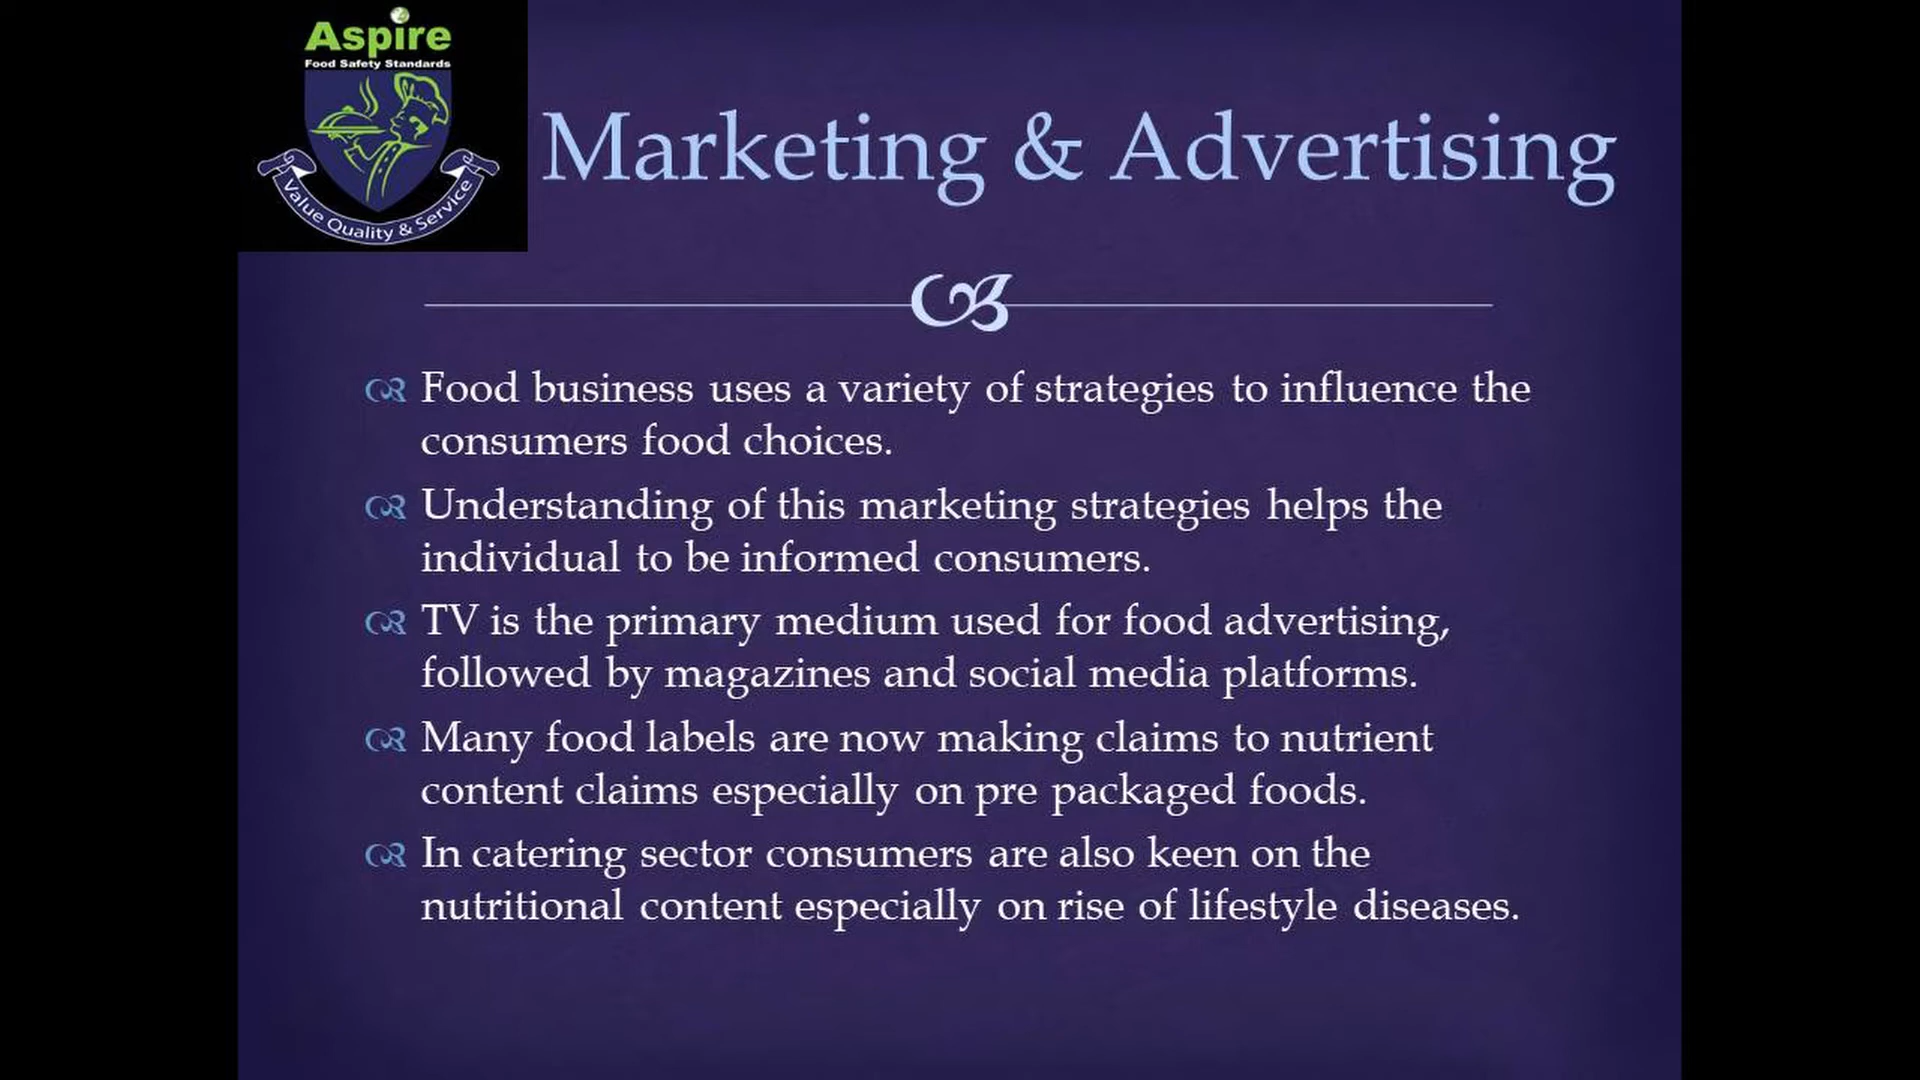 Aspire
Food Safety Standards
Value Quality & Service
Marketing & Advertising
Food business uses a variety of strategies to influence the
consumers food choices.
Understanding of this marketing strategies helps the
individual to be informed consumers.
TV is the primary medium used for food advertising,
followed by magazines and social media platforms.
Many food labels are now making claims to nutrient
content claims especially on pre packaged foods.
In catering sector consumers are also keen on the
nutritional content especially on rise of lifestyle diseases.